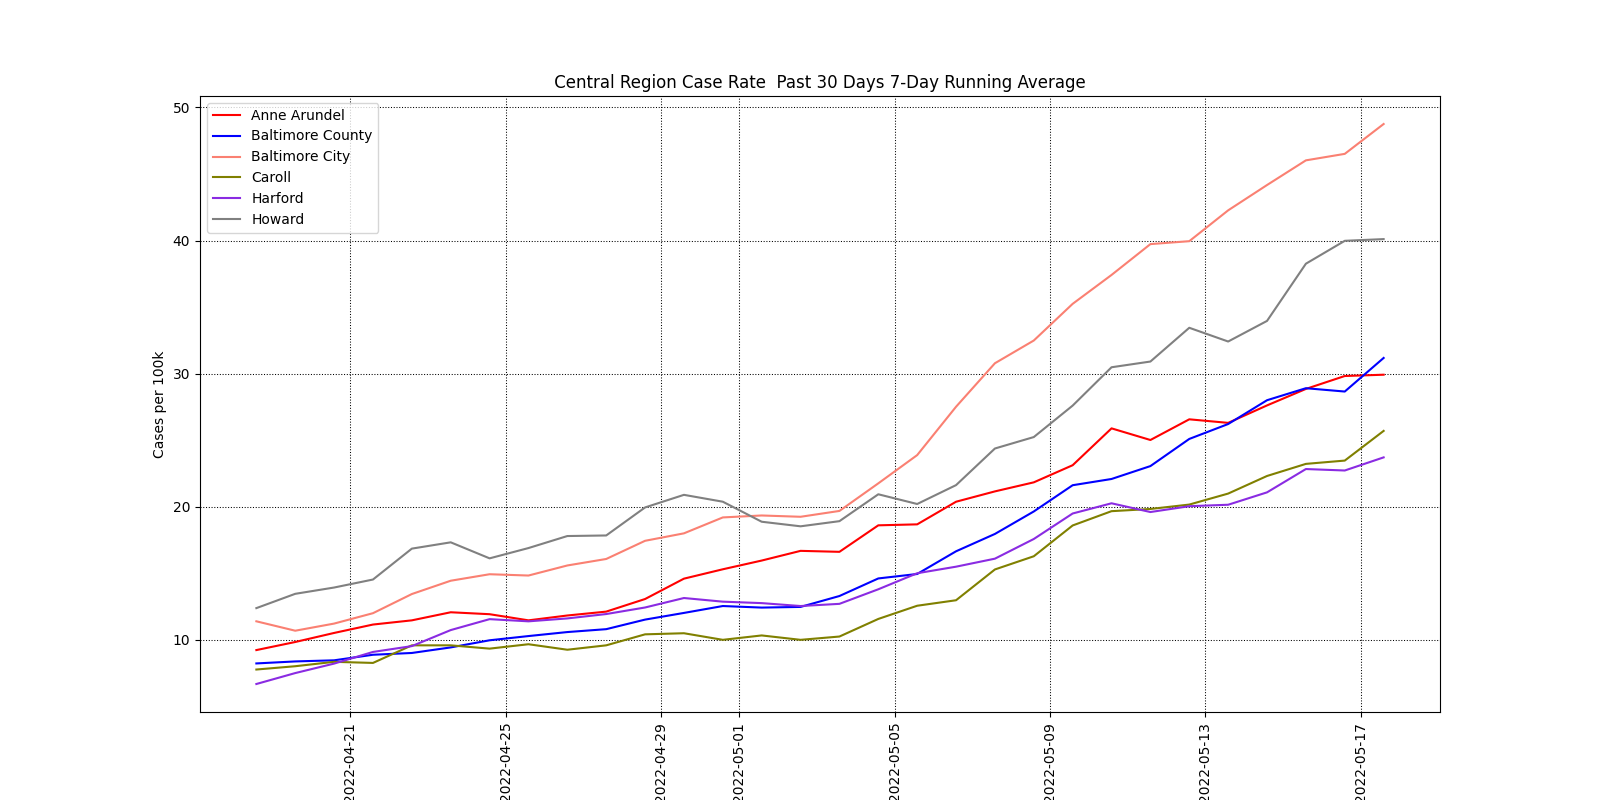 Central Region Case Rate  Past 30 Days 7-Day Running Average
50
40
30
20
10
Cases per 100k
Anne Arundel
Baltimore County
Baltimore City
Caroll
Harford
Howard
2022-04-21
2022-04-25
2022-04-29
2022-05-01
2022-05-05
2022-05-09
2022-05-13
2022-05-17